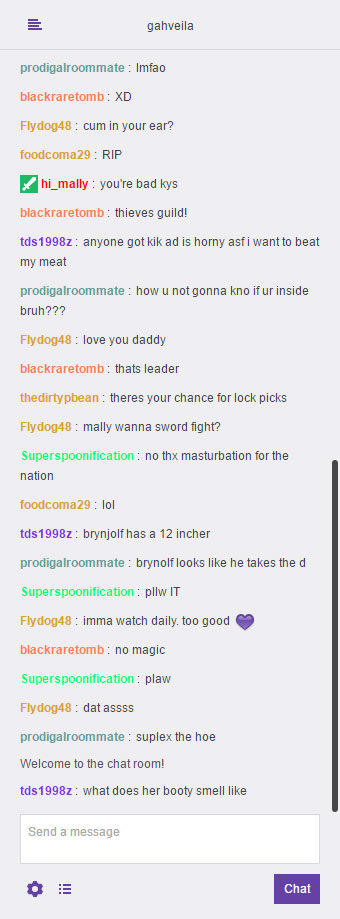 gahveila
prodigalroommate : lmfao
blackraretomb : XD
Flydog48 : cum in your ear?
foodcoma29 : RIP
hi_mally : you're bad kys
blackraretomb : thieves guild!
tds1998z : anyone got kik ad is horny asf i want to beat
my meat
prodigalroommate : how u not gonna kno if ur inside
bruh???
Flydog48 : love you daddy
blackraretomb : thats leader
thedirtypbean : theres your chance for lock picks
Flydog48 : mally wanna sword fight?
Superspoonification : no thx masturbation for the
nation
foodcoma29 : lol
tds1998z : brynjolf has a 12 incher
prodigalroommate : brynolf looks like he takes the d
Superspoonification : pllw IT
Flydog48 : imma watch daily. too good
blackraretomb : no magic
Superspoonification : plaw
Flydog48 : dat assss
prodigalroommate : suplex the hoe
Welcome to the chat room!
tds1998z : what does her booty smell like
Send a message
Chat